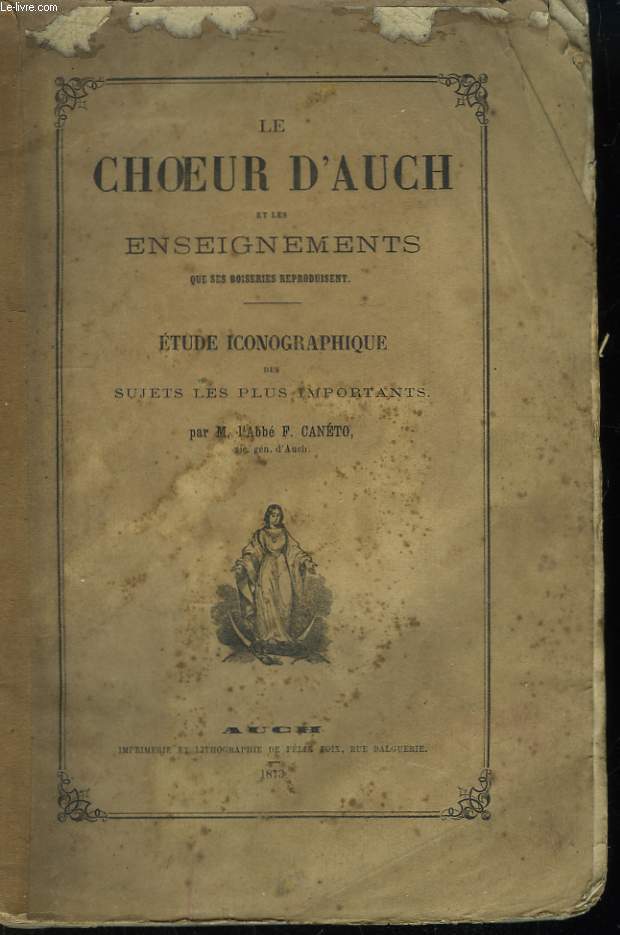 Le-livre.com
LE
CHŒUR D'AUCH
ET LES
ENSEIGNEMENTS
QUE SES BOISERIES REPRODUISENT.
ÉTUDE ICONOGRAPHIQUE
DES
SUJETS LES PLUS IMPORTANTS.
par M. l'Abbé F. CANÉTO,
vic. gén. d'Auch.
AUCH
IMPRIMERIE ET LITHOGRAPHIE DE FÉLIX FOIX, RUE BALGUERIE.